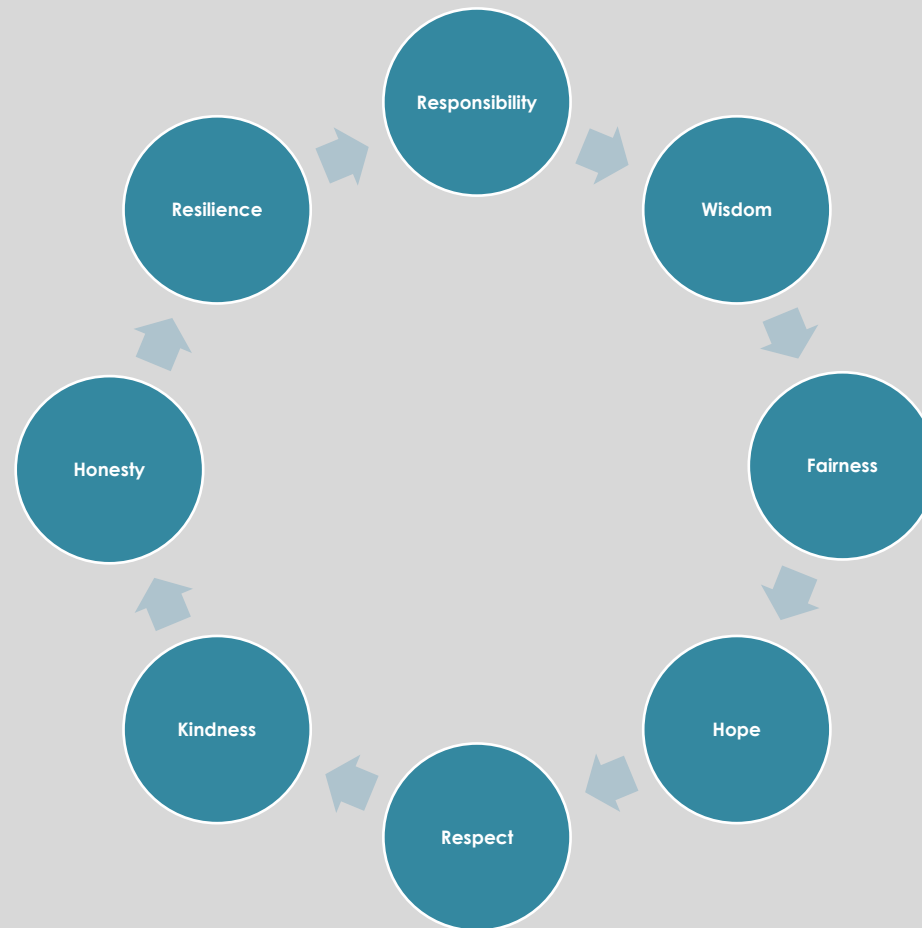 Responsibility
Wisdom
Fairness
Hope
Respect
Kindness
Honesty
Resilience